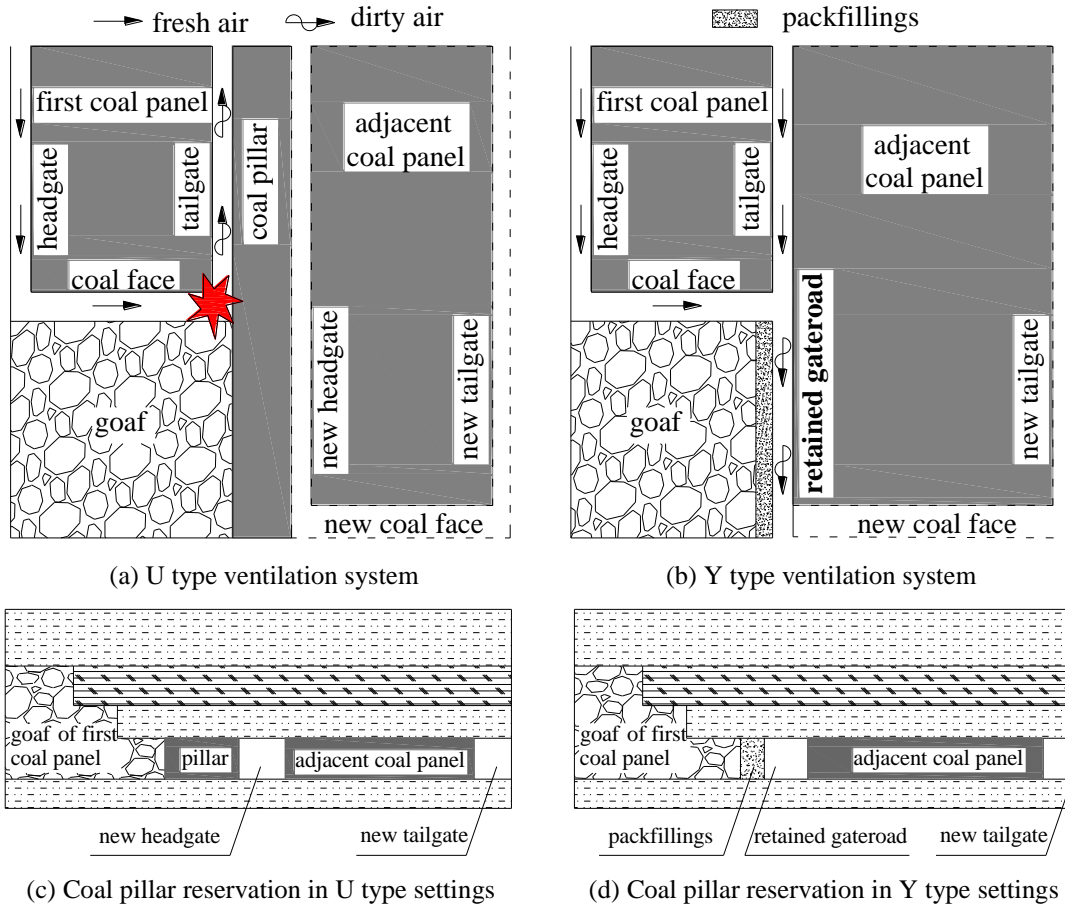 fresh air
dirty air
packfillings
first coal panel
headgate
tailgate
coal pillar
adjacent
coal panel
coal face
new headgate
new tailgate
goaf
new coal face
first coal panel
headgate
tailgate
adjacent
coal panel
coal face
retained gateroad
new tailgate
goaf
new coal face
(a) U type ventilation system
(b) Y type ventilation system
goaf of first
coal panel
pillar
adjacent coal panel
new headgate
new tailgate
goaf of first
coal panel
adjacent coal panel
packfillings
retained gateroad
new tailgate
(c) Coal pillar reservation in U type settings
(d) Coal pillar reservation in Y type settings